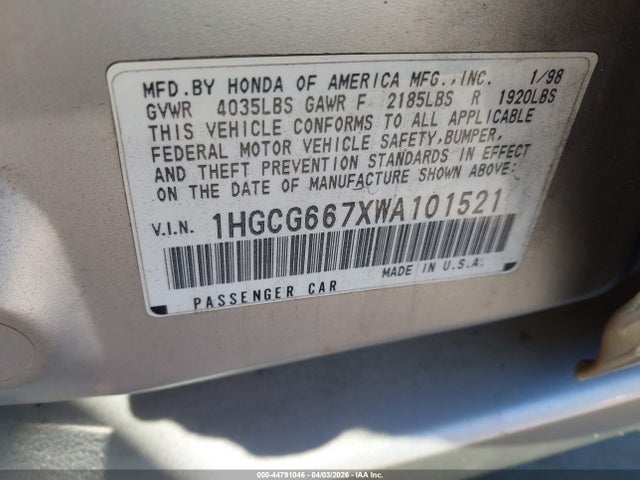 MFD.BY HONDA OF AMERICA MFG.,INC. 1/98
GVWR 4035LBS GAWR F 2185LBS R 1920LBS
THIS VEHICLE CONFORMS TO ALL APPLICABLE
FEDERAL MOTOR VEHICLE SAFETY,BUMPER,
AND THEFT PREVENTION STANDARDS IN EFFECT
ON THE DATE OF MANUFACTURE SHOWN ABOVE:
V.I.N. 1HGCG667XWA101521
MADE IN U.S.A.
PASSENGER CAR
000-44791046 | 04/03/2026 | IAA Inc.